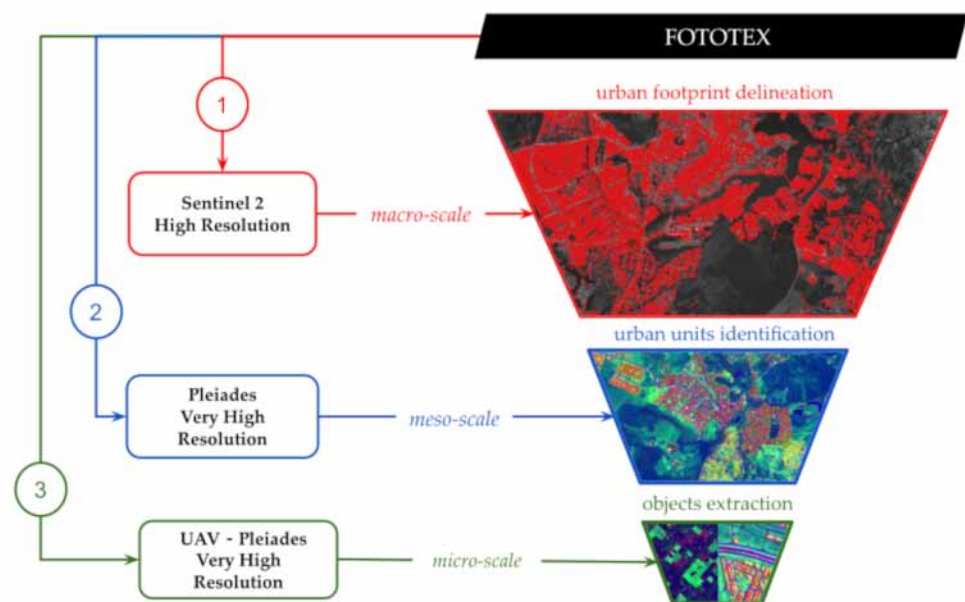 FOTOTEX
urban footprint delineation
1
Sentinel 2
High Resolution
macro-scale
urban units identification
2
Pleiades
Very High
Resolution
meso-scale
objects extraction
3
UAV - Pleiades
Very High
Resolution
micro-scale